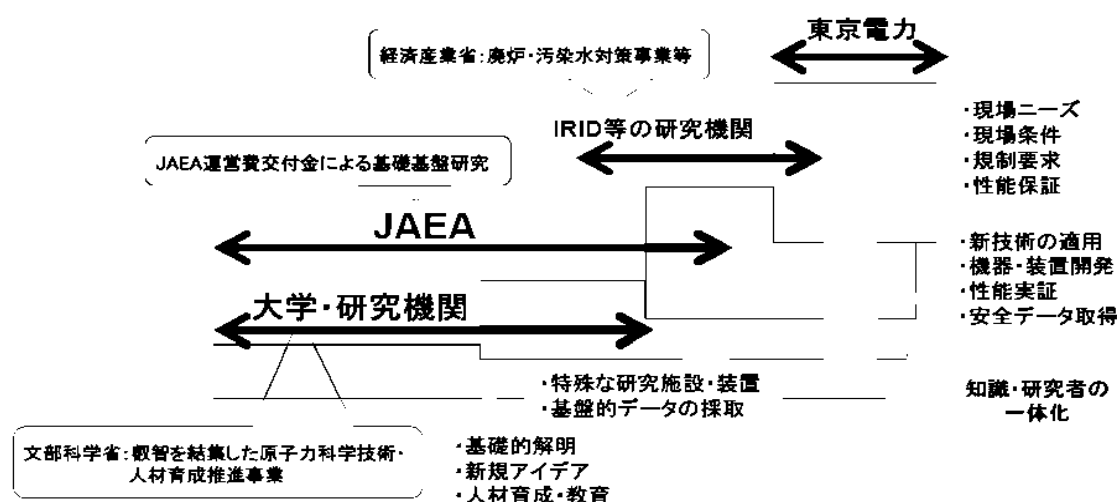 東京電力
経済産業省:廃炉・汚染水対策事業等
・現場ニーズ
・現場条件
・規制要求
・性能保証
IRID等の研究機関
JAEA運営費交付金による基礎基盤研究
JAEA
・新技術の適用
・機器・装置開発
・性能実証
・安全データ取得
大学・研究機関
・特殊な研究施設・装置
・基盤的データの採取
知識・研究者の
一体化
文部科学省:叡智を結集した原子力科学技術・
人材育成推進事業
・基礎的解明
・新規アイデア
・人材育成・教育